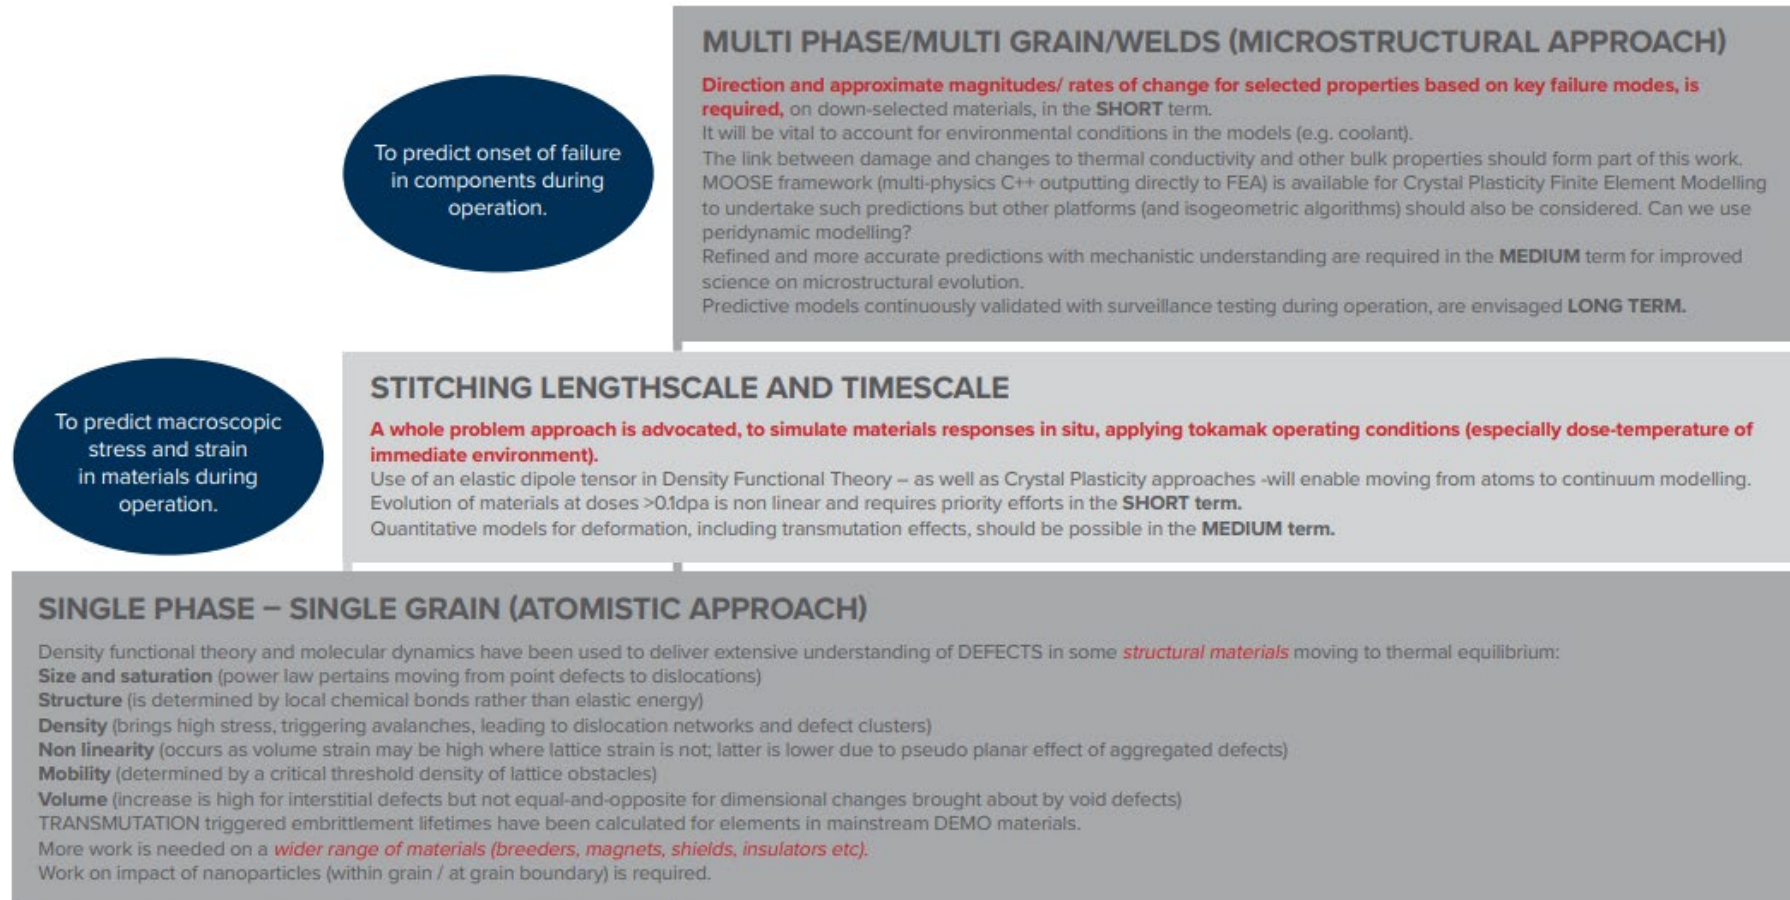 MULTI PHASE/MULTI GRAIN/WELDS (MICROSTRUCTURAL APPROACH)
Direction and approximate magnitudes/ rates of change for selected properties based on key failure modes, is
required, on down-selected materials, in the SHORT term.
It will be vital to account for environmental conditions in the models (e.g. coolant).
The link between damage and changes to thermal conductivity and other bulk properties should form part of this work.
MOOSE framework (multi-physics C++ outputting directly to FEA) is available for Crystal Plasticity Finite Element Modelling
to undertake such predictions but other platforms (and isogeometric algorithms) should also be considered. Can we use
peridynamic modelling?
Refined and more accurate predictions with mechanistic understanding are required in the MEDIUM term for improved
science on microstructural evolution.
Predictive models continuously validated with surveillance testing during operation, are envisaged LONG TERM.
To predict onset of failure
in components during
operation.
STITCHING LENGTHSCALE AND TIMESCALE
A whole problem approach is advocated, to simulate materials responses in situ, applying tokamak operating conditions (especially dose-temperature of
immediate environment).
Use of an elastic dipole tensor in Density Functional Theory – as well as Crystal Plasticity approaches -will enable moving from atoms to continuum modelling.
Evolution of materials at doses >0.1dpa is non linear and requires priority efforts in the SHORT term.
Quantitative models for deformation, including transmutation effects, should be possible in the MEDIUM term.
To predict macroscopic
stress and strain
in materials during
operation.
SINGLE PHASE – SINGLE GRAIN (ATOMISTIC APPROACH)
Density functional theory and molecular dynamics have been used to deliver extensive understanding of DEFECTS in some structural materials moving to thermal equilibrium:
Size and saturation (power law pertains moving from point defects to dislocations)
Structure (is determined by local chemical bonds rather than elastic energy)
Density (brings high stress, triggering avalanches, leading to dislocation networks and defect clusters)
Non linearity (occurs as volume strain may be high where lattice strain is not; latter is lower due to pseudo planar effect of aggregated defects)
Mobility (determined by a critical threshold density of lattice obstacles)
Volume (increase is high for interstitial defects but not equal-and-opposite for dimensional changes brought about by void defects)
TRANSMUTATION triggered embrittlement lifetimes have been calculated for elements in mainstream DEMO materials.
More work is needed on a wider range of materials (breeders, magnets, shields, insulators etc).
Work on impact of nanoparticles (within grain / at grain boundary) is required.